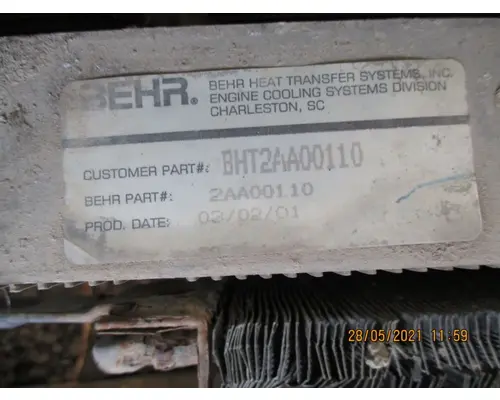 BEHR. BEHR HEAT TRANSFER SYSTEMS, INC.
ENGINE COOLING SYSTEMS DIVISION
CHARLESTON, SC
CUSTOMER PART#: BHT2AA00110
BEHR PART#: 2AA00110
PROD. DATE: 03/02/01
28/05/2021 11:59